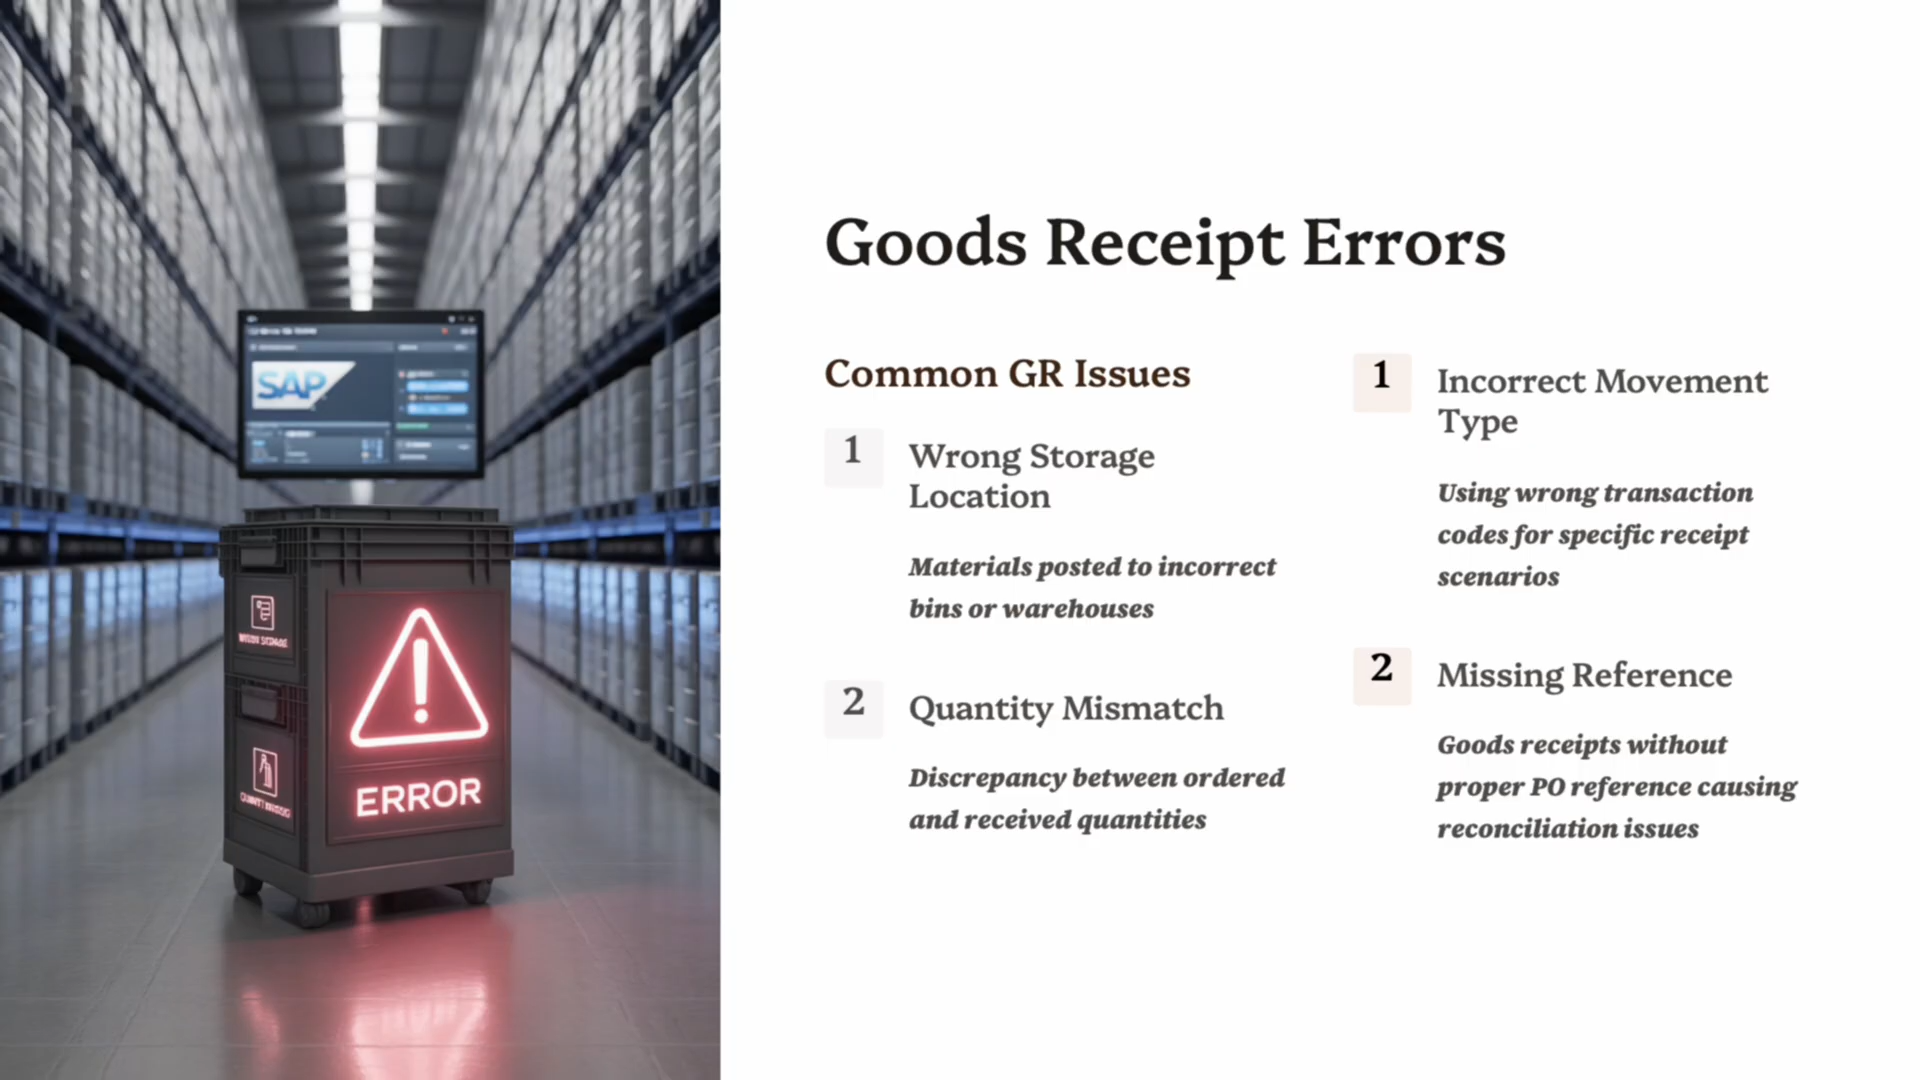 SAP
ERROR
Goods Receipt Errors
Common GR Issues
1
Wrong Storage
Location
Materials posted to incorrect
bins or warehouses
2
Quantity Mismatch
Discrepancy between ordered
and received quantities
1
Incorrect Movement
Type
Using wrong transaction
codes for specific receipt
scenarios
2
Missing Reference
Goods receipts without
proper PO reference causing
reconciliation issues